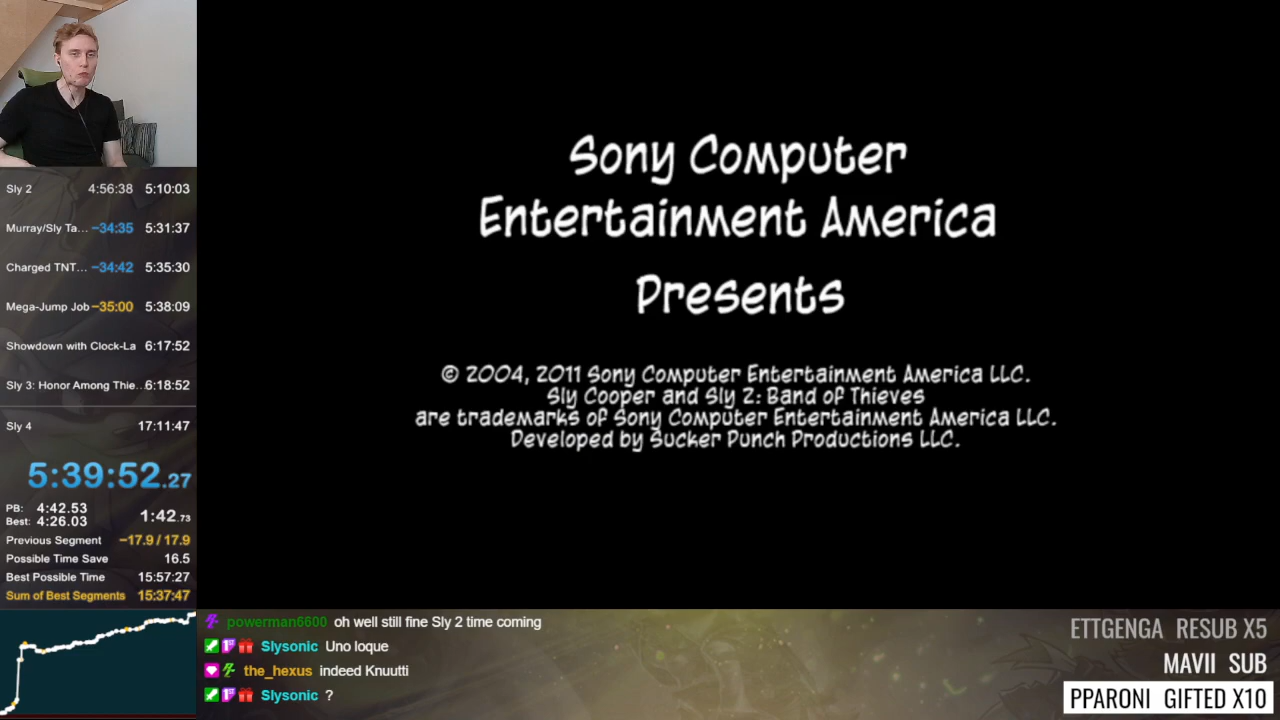 Sony Computer
Entertainment America
Presents
© 2004, 2011 Sony Computer Entertainment America LLC.
Sly Cooper and Sly 2: Band of Thieves
are trademarks of Sony Computer Entertainment America LLC.
Developed by Sucker Punch Productions LLC.
Sly 2 4:56:38 5:10:03
Murray/Sly Ta... −34:35 5:31:37
Charged TNT... −34:42 5:35:30
Mega-Jump Job −35:00 5:38:09
Showdown with Clock-La 6:17:52
Sly 3: Honor Among Thie... 6:18:52
Sly 4 17:11:47
5:39:52.27
PB: 4:42.53
Best: 4:26.03
1:42.73
Previous Segment −17.9 / 17.9
Possible Time Save 16.5
Best Possible Time 15:57:27
Sum of Best Segments 15:37:47
powerman6600 oh well still fine Sly 2 time coming
Slysonic Uno loque
the_hexus indeed Knuutti
Slysonic ?
ETTGENGA RESUB X5
MAVII SUB
PPARONI GIFTED X10